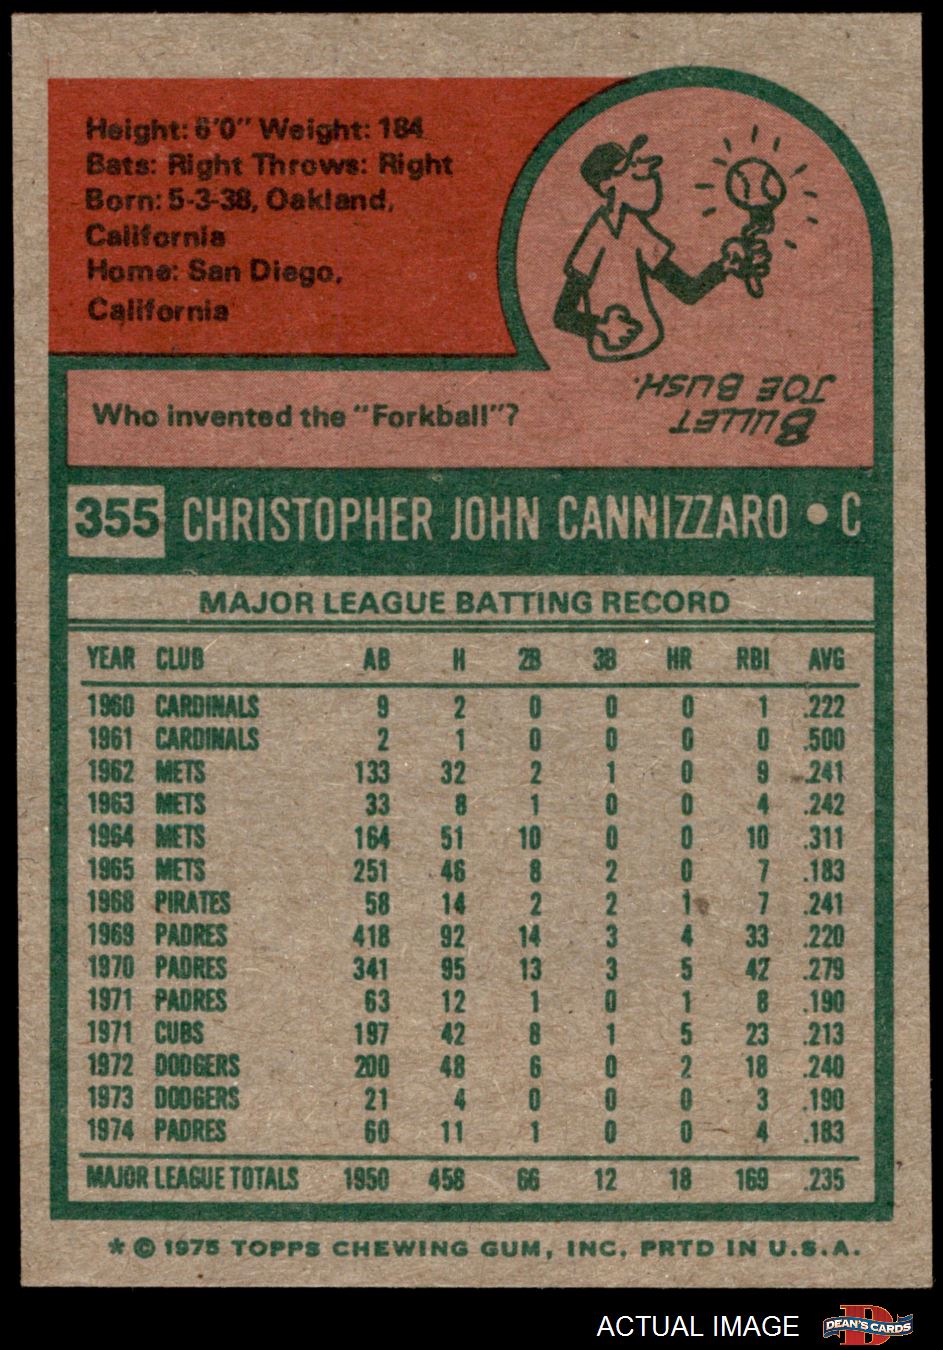 Height: 6'0" Weight: 184
Bats: Right Throws: Right
Born: 5-3-38, Oakland,
California
Home: San Diego,
California
Who invented the "Forkball"?
BULLET
JOE BUSH.
355 CHRISTOPHER JOHN CANNIZZARO • C
MAJOR LEAGUE BATTING RECORD
YEAR CLUB AB H 2B 3B HR RBI AVG
1960 CARDINALS 9 2 0 0 0 1 .222
1961 CARDINALS 2 1 0 0 0 0 .500
1962 METS 133 32 2 1 0 9 .241
1963 METS 33 8 1 0 0 4 .242
1964 METS 164 51 10 0 0 10 .311
1965 METS 251 46 8 2 0 7 .183
1968 PIRATES 58 14 2 2 1 7 .241
1969 PADRES 418 92 14 3 4 33 .220
1970 PADRES 341 95 13 3 5 42 .279
1971 PADRES 63 12 1 0 1 8 .190
1971 CUBS 197 42 8 1 5 23 .213
1972 DODGERS 200 48 6 0 2 18 .240
1973 DODGERS 21 4 0 0 0 3 .190
1974 PADRES 60 11 1 0 0 4 .183
MAJOR LEAGUE TOTALS 1950 458 66 12 18 169 .235
* © 1975 TOPPS CHEWING GUM, INC. PRTD IN U.S.A.
ACTUAL IMAGE DEAN'S CARDS